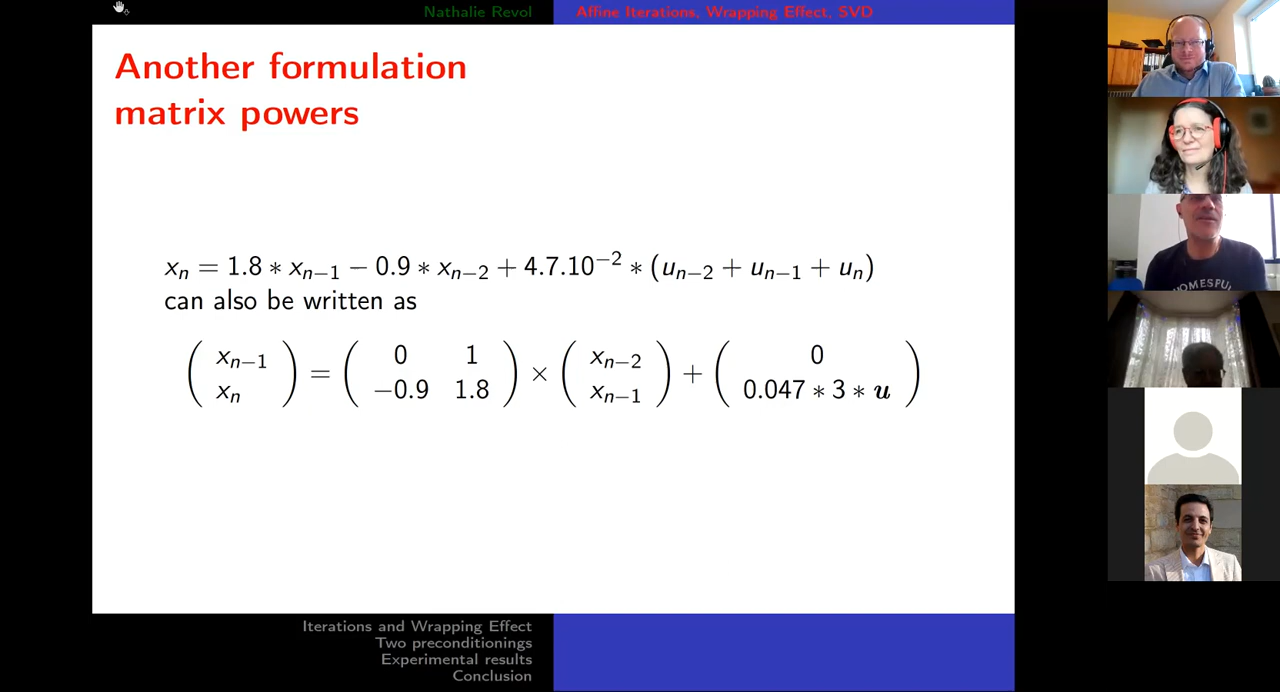 Nathalie Revol
Affine Iterations, Wrapping Effect, SVD
Another formulation
matrix powers
xₙ = 1.8 ∗ xₙ₋₁ − 0.9 ∗ xₙ₋₂ + 4.7.10⁻² ∗ (uₙ₋₂ + uₙ₋₁ + uₙ)
can also be written as
( xₙ₋₁ ) = ( 0 1 ) × ( xₙ₋₂ ) + ( 0 )
( xₙ ) ( −0.9 1.8 ) ( xₙ₋₁ ) ( 0.047 ∗ 3 ∗ u )
Iterations and Wrapping Effect
Two preconditionings
Experimental results
Conclusion